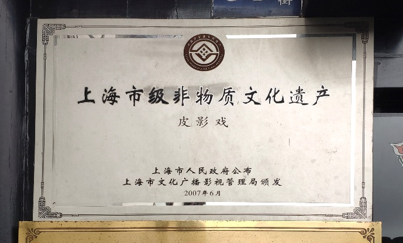 上海市级非物质文化遗产
皮影戏
上海市人民政府公布
上海市文化广播影视管理局颁发
2007年6月